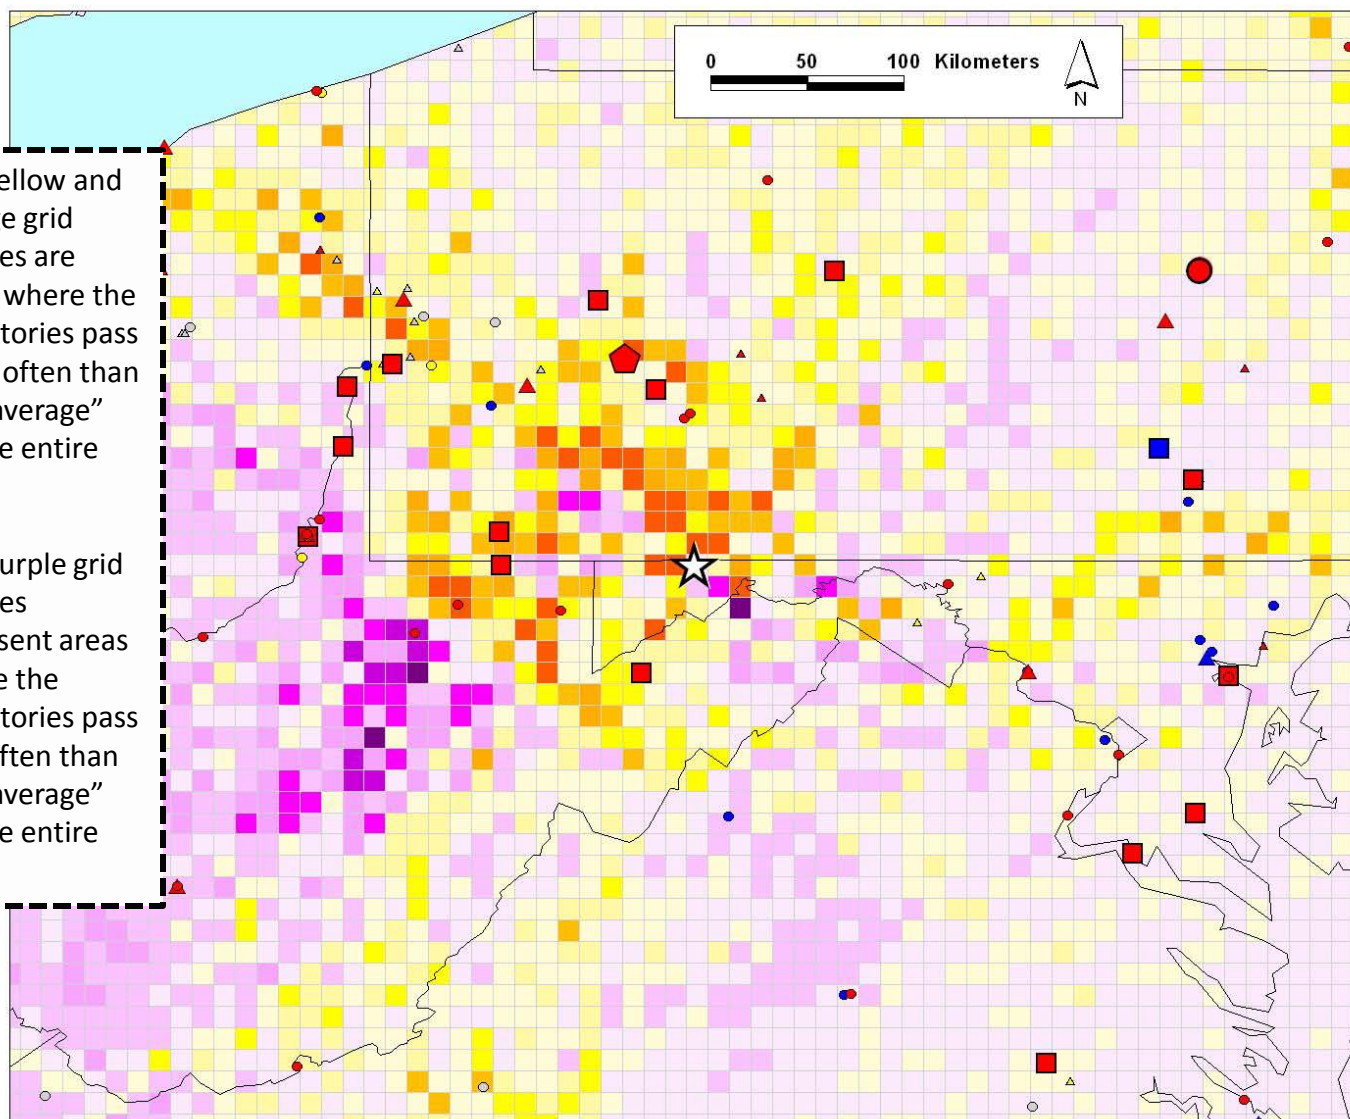 0 50 100 Kilometers
N
ellow and
e grid
es are
where the
tories pass
often than
average”
e entire
urple grid
es
sent areas
e the
tories pass
often than
average”
e entire